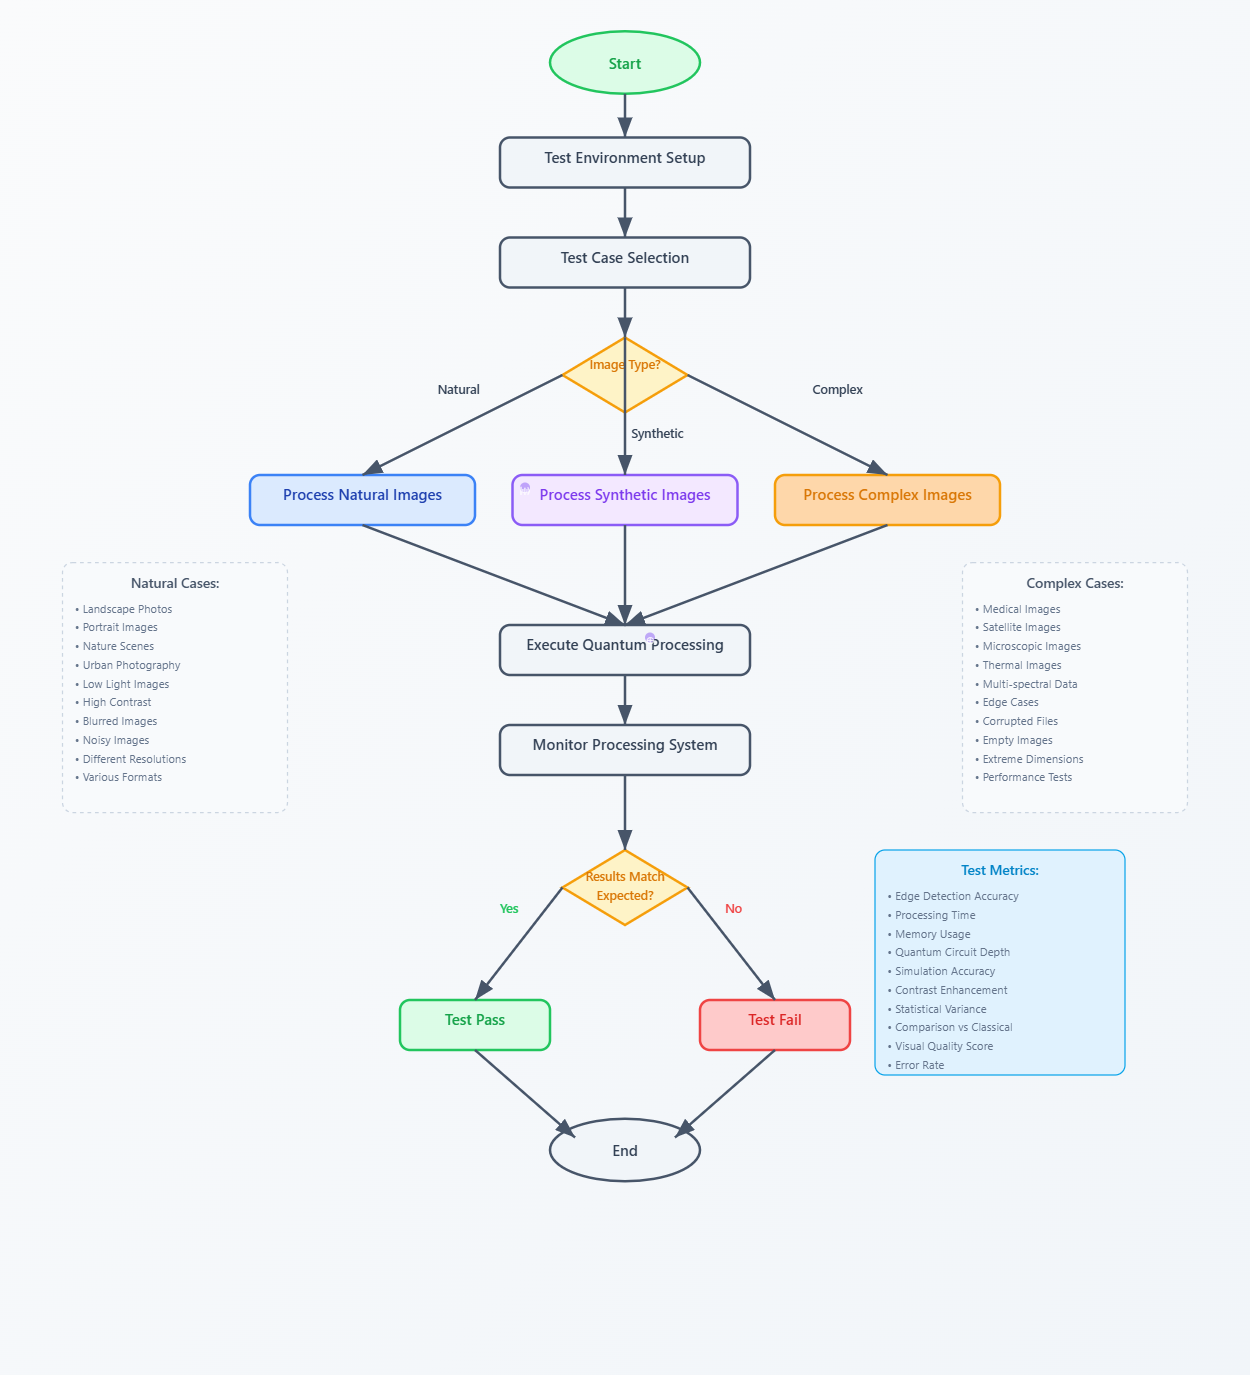 Start
Test Environment Setup
Test Case Selection
Image Type?
Natural
Complex
Synthetic
Process Natural Images
Process Synthetic Images
Process Complex Images
Natural Cases:
• Landscape Photos
• Portrait Images
• Nature Scenes
• Urban Photography
• Low Light Images
• High Contrast
• Blurred Images
• Noisy Images
• Different Resolutions
• Various Formats
Complex Cases:
• Medical Images
• Satellite Images
• Microscopic Images
• Thermal Images
• Multi-spectral Data
• Edge Cases
• Corrupted Files
• Empty Images
• Extreme Dimensions
• Performance Tests
Execute Quantum Processing
Monitor Processing System
Results Match
Expected?
Yes
No
Test Metrics:
• Edge Detection Accuracy
• Processing Time
• Memory Usage
• Quantum Circuit Depth
• Simulation Accuracy
• Contrast Enhancement
• Statistical Variance
• Comparison vs Classical
• Visual Quality Score
• Error Rate
Test Pass
Test Fail
End